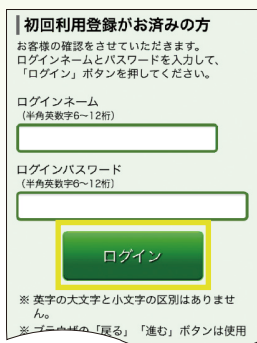 初回利用登録がお済みの方
お客様の確認をさせていただきます。
ログインネームとパスワードを入力して、
「ログイン」ボタンを押してください。
ログインネーム
（半角英数字6〜12桁）
ログインパスワード
（半角英数字6〜12桁）
ログイン
※ 英字の大文字と小文字の区別はありませ
ん。
※ ブラウザの「戻る」「進む」ボタンは使用